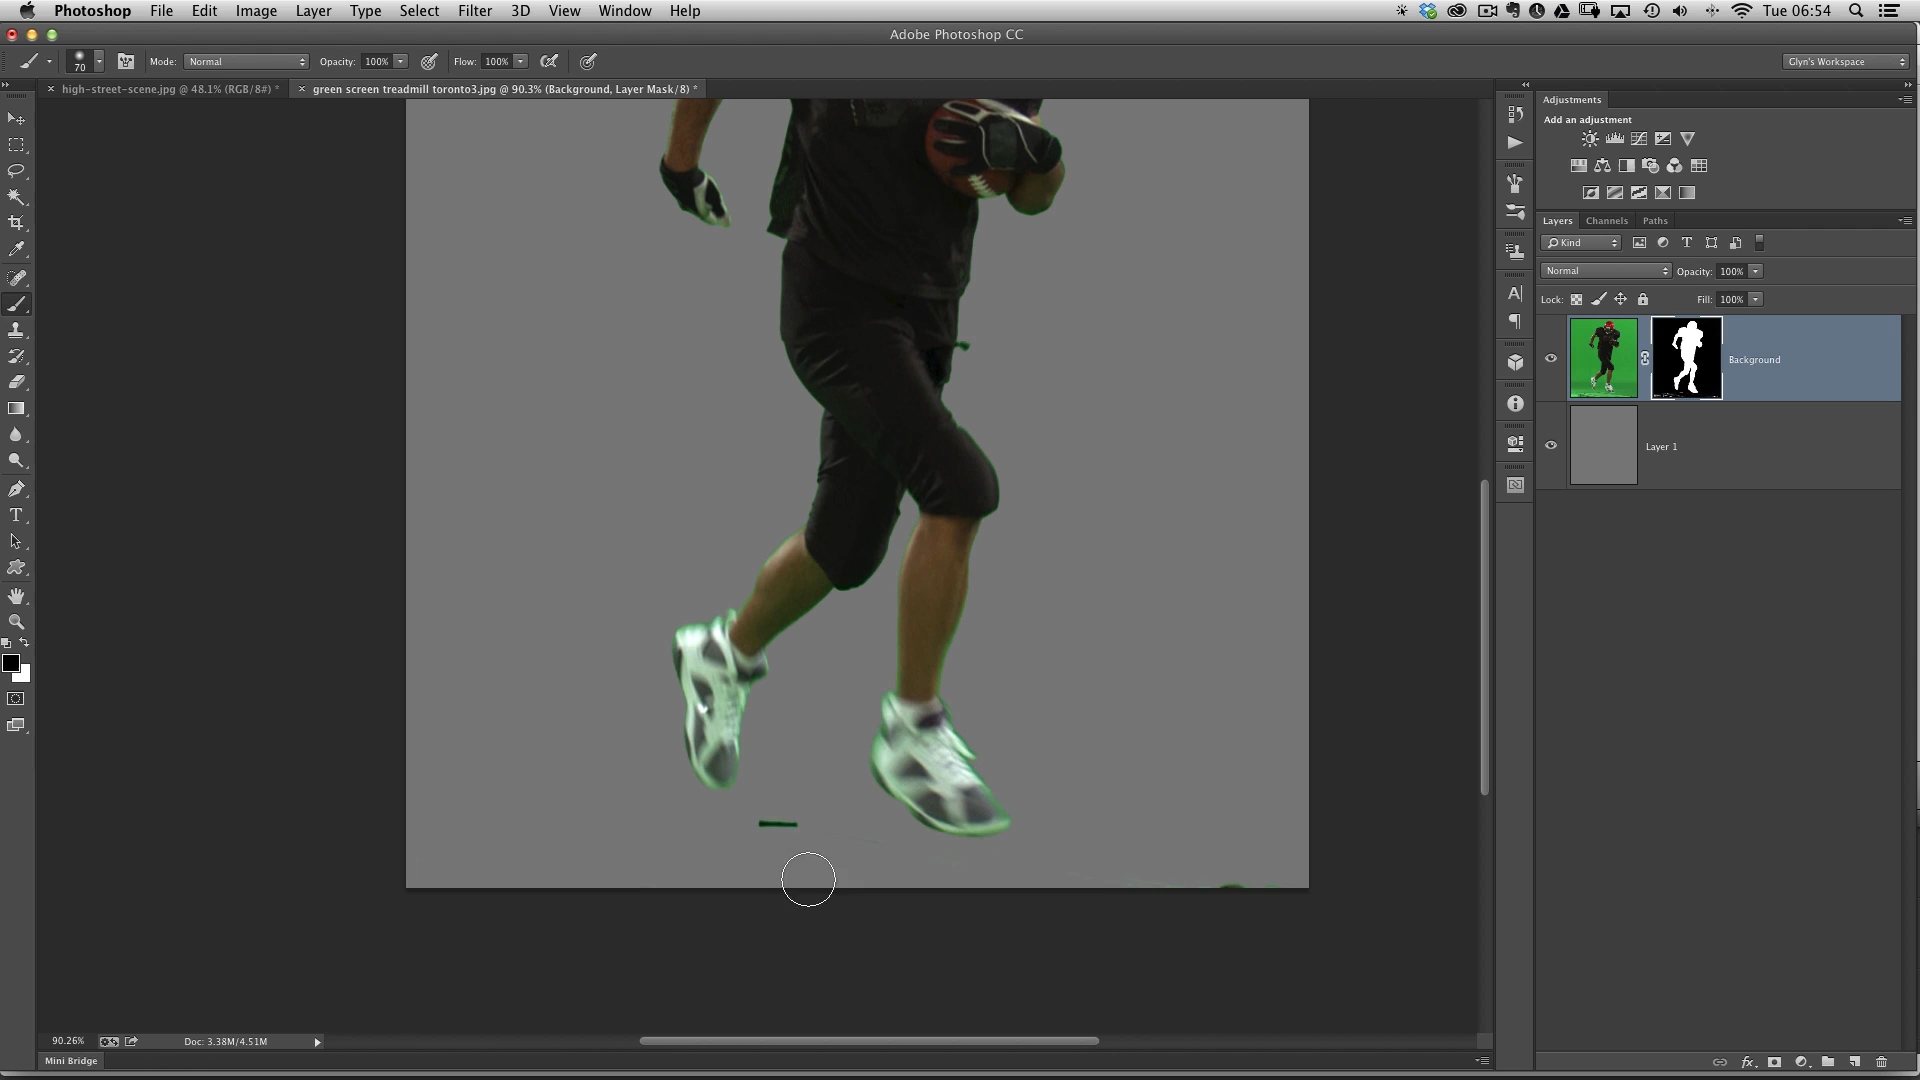 Photoshop File Edit Image Layer Type Select Filter 3D View Window Help Tue 06:54
Adobe Photoshop CC
70 Mode: Normal Opacity: 100% Flow: 100% Glyn's Workspace
high-street-scene.jpg @ 48.1% (RGB/8#) * green screen treadmill toronto3.jpg @ 90.3% (Background, Layer Mask/8) *
Adjustments
Add an adjustment
Layers Channels Paths
Kind T
Normal Opacity: 100%
Lock: Fill: 100%
Background
Layer 1
90.26% Doc: 3.38M/4.51M
Mini Bridge fx